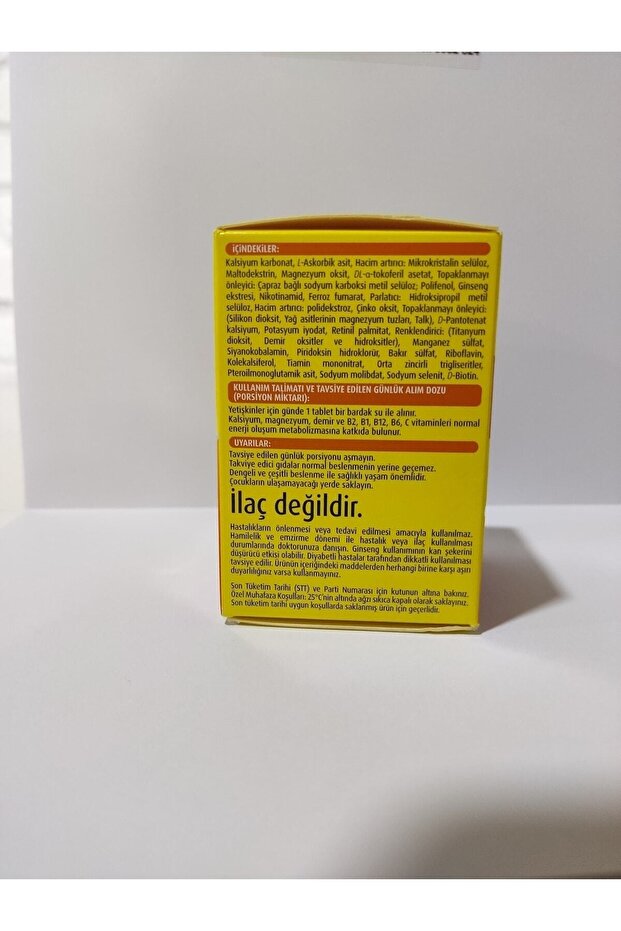 İÇİNDEKİLER:
Kalsiyum karbonat, L-Askorbik asit, Hacim artırıcı: Mikrokristalin selüloz,
Maltodekstrin, Magnezyum oksit, DL-α-tokoferil asetat, Topaklanmayı
önleyici: Çapraz bağlı sodyum karboksi metil selüloz; Polifenol, Ginseng
ekstresi, Nikotinamid, Ferroz fumarat, Parlatıcı: Hidroksipropil metil
selüloz, Hacim artırıcı: polidekstroz, Çinko oksit, Topaklanmayı önleyici:
(Silikon dioksit, Yağ asitlerinin magnezyum tuzları, Talk), D-Pantotenat
kalsiyum, Potasyum iyodat, Retinil palmitat, Renklendirici: (Titanyum
dioksit, Demir oksitler ve hidroksitler), Manganez sülfat,
Siyanokobalamin, Piridoksin hidroklorür, Bakır sülfat, Riboflavin,
Kolekalsiferol, Tiamin mononitrat, Orta zincirli trigliseritler,
Pteroilmonoglutamik asit, Sodyum molibdat, Sodyum selenit, D-Biotin.
KULLANIM TALİMATI VE TAVSİYE EDİLEN GÜNLÜK ALIM DOZU
(PORSİYON MİKTARI):
Yetişkinler için günde 1 tablet bir bardak su ile alınır.
Kalsiyum, magnezyum, demir ve B2, B1, B12, B6, C vitaminleri normal
enerji oluşum metabolizmasına katkıda bulunur.
UYARILAR:
Tavsiye edilen günlük porsiyonu aşmayın.
Takviye edici gıdalar normal beslenmenin yerine geçemez.
Dengeli ve çeşitli beslenme ile sağlıklı yaşam önemlidir.
Çocukların ulaşamayacağı yerde saklayın.
İlaç değildir.
Hastalıkların önlenmesi veya tedavi edilmesi amacıyla kullanılmaz.
Hamilelik ve emzirme dönemi ile hastalık veya ilaç kullanılması
durumlarında doktorunuza danışın. Ginseng kullanımının kan şekerini
düşürücü etkisi olabilir. Diyabetli hastalar tarafından dikkatli kullanılması
tavsiye edilir. Ürünün içeriğindeki maddelerden herhangi birine karşı aşırı
duyarlılığınız varsa kullanmayınız.
Son Tüketim Tarihi (STT) ve Parti Numarası için kutunun altına bakınız.
Özel Muhafaza Koşulları: 25°C'nin altında ağzı sıkıca kapalı olarak saklayınız.
Son tüketim tarihi uygun koşullarda saklanmış ürün için geçerlidir.